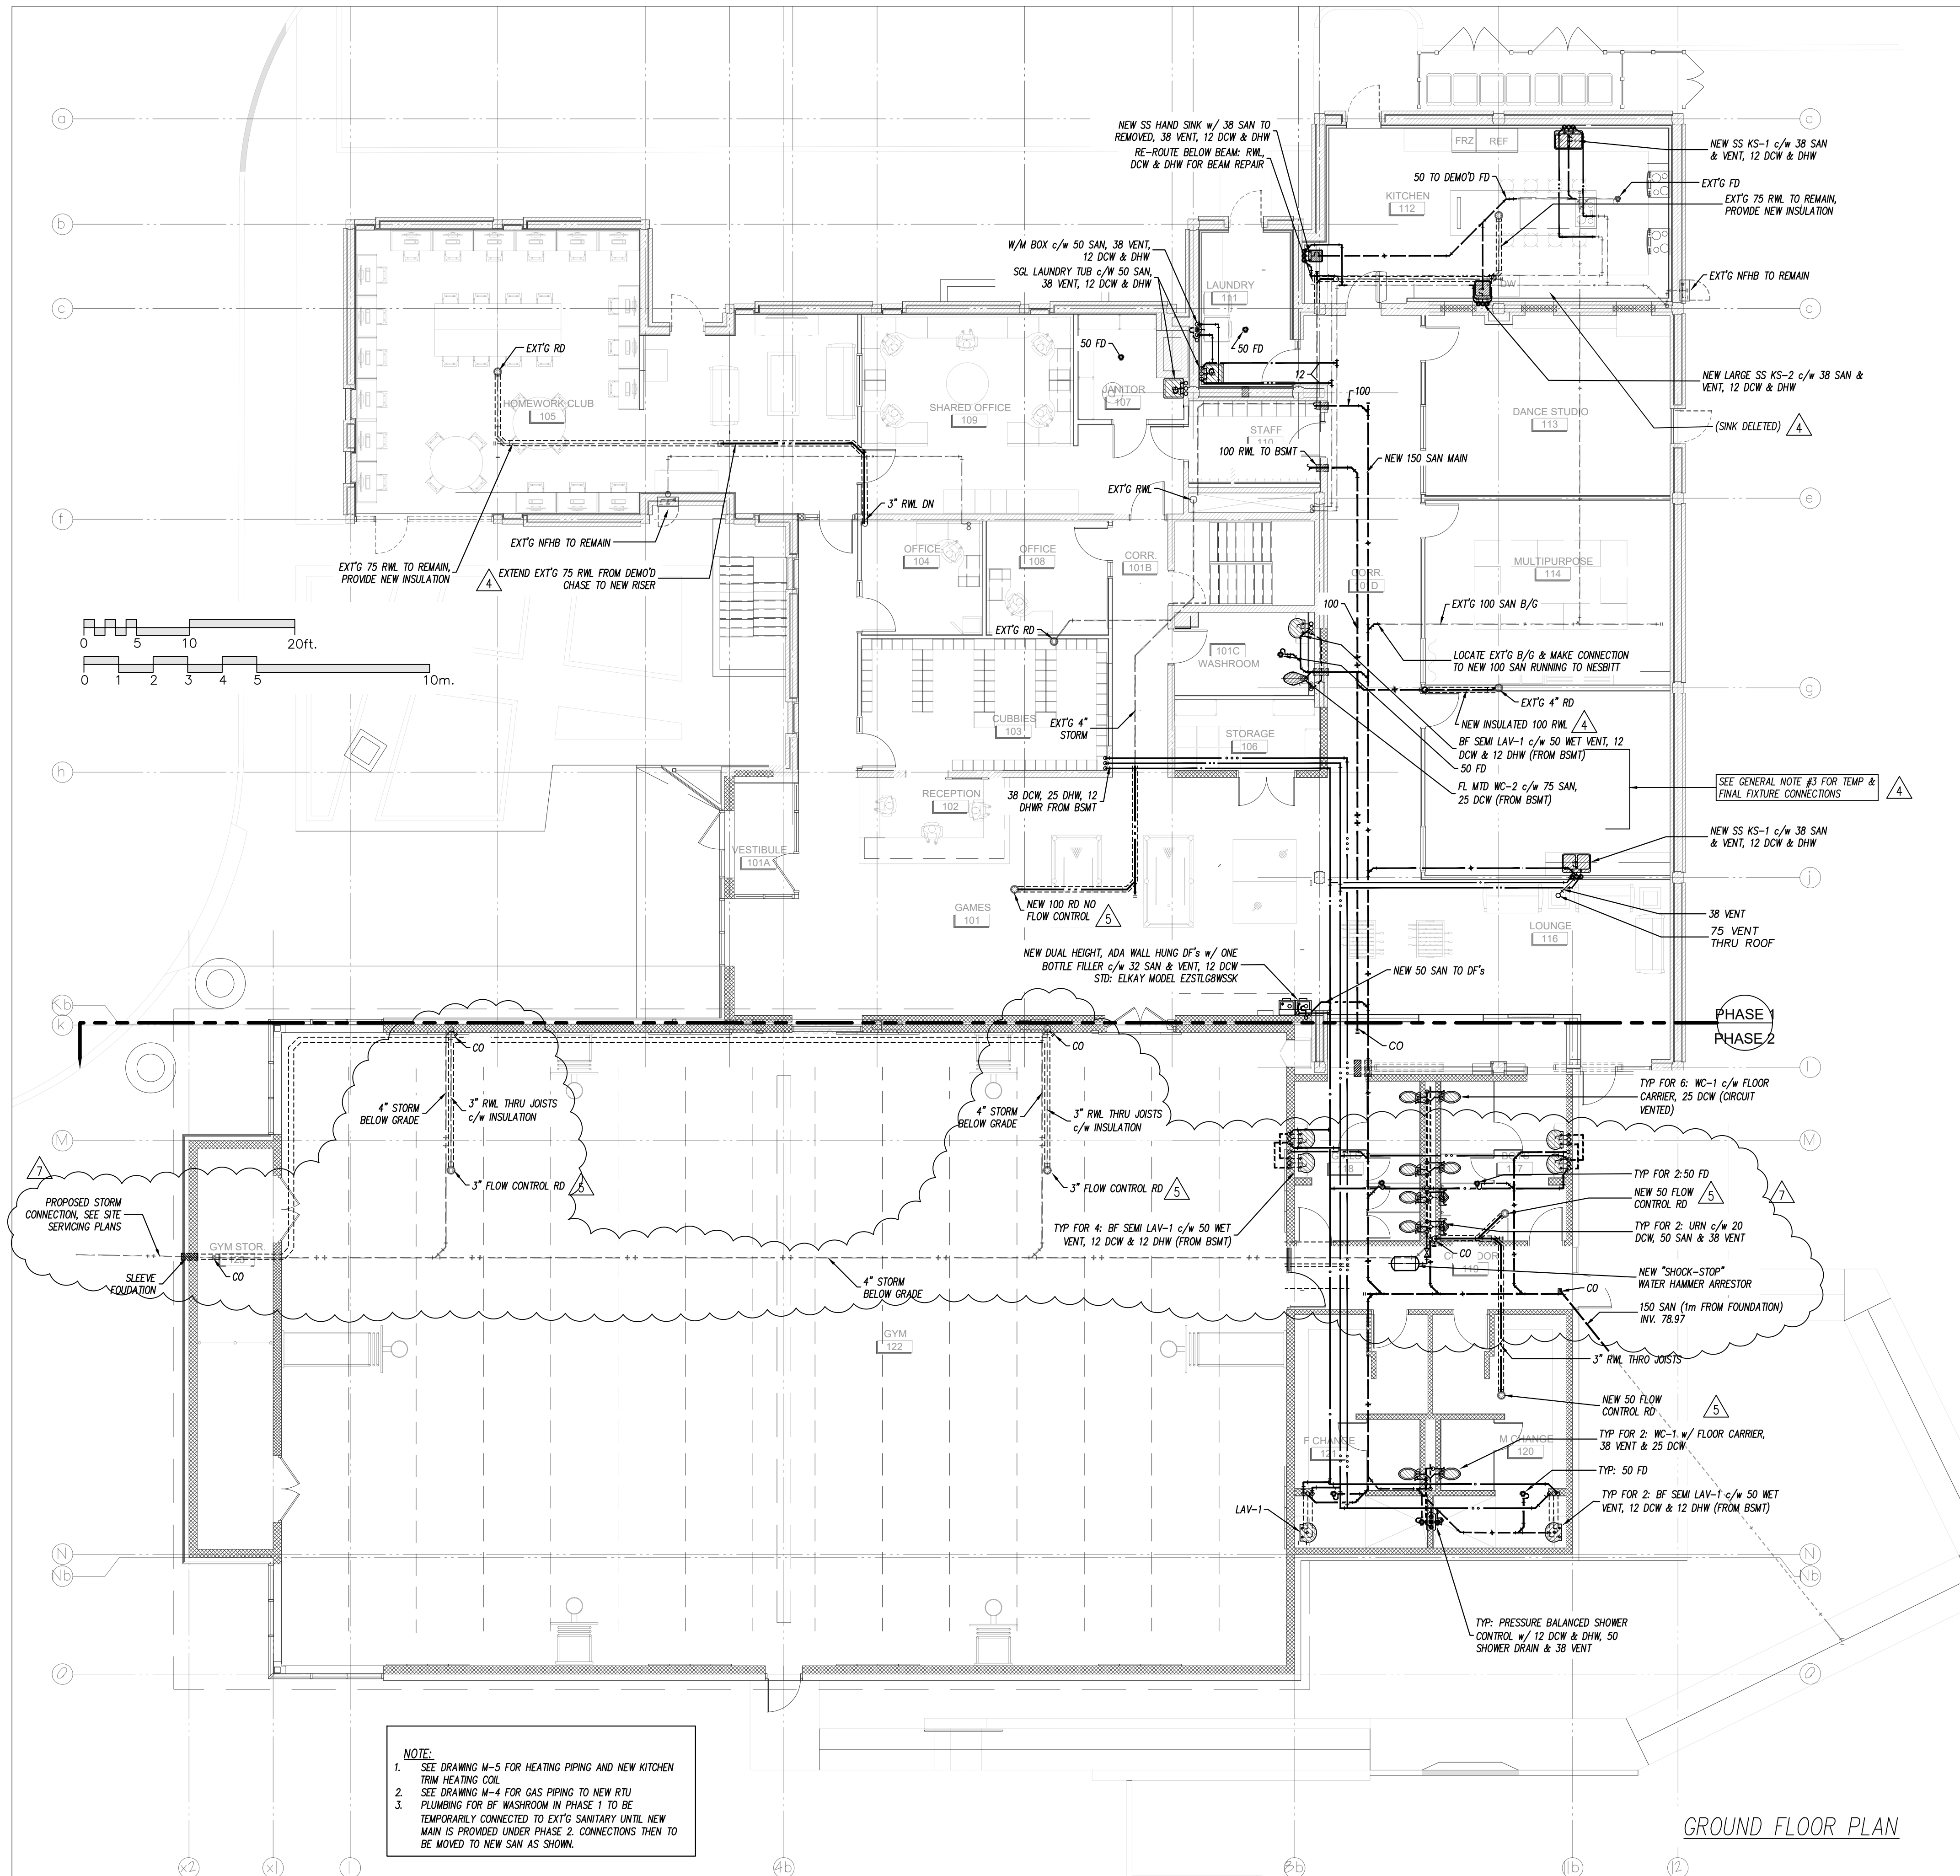 a
a
NEW SS HAND SINK w/ 38 SAN TO
REMOVED, 38 VENT, 12 DCW & DHW
RE-ROUTE BELOW BEAM: RWL,
DCW & DHW FOR BEAM REPAIR
FRZ
REF
NEW SS KS-1 c/w 38 SAN
& VENT, 12 DCW & DHW
50 TO DEMO'D FD
EXT'G FD
KITCHEN
112
EXT'G 75 RWL TO REMAIN,
PROVIDE NEW INSULATION
b
b
W/M BOX c/w 50 SAN, 38 VENT,
12 DCW & DHW
SGL LAUNDRY TUB c/W 50 SAN,
38 VENT, 12 DCW & DHW
LAUNDRY
111
DW
EXT'G NFHB TO REMAIN
c
c
EXT'G RD
50 FD
50 FD
12
NEW LARGE SS KS-2 c/w 38 SAN &
VENT, 12 DCW & DHW
HOMEWORK CLUB
105
SHARED OFFICE
109
JANITOR
107
d
100
DANCE STUDIO
113
(SINK DELETED)
4
STAFF
110
100 RWL TO BSMT
NEW 150 SAN MAIN
EXT'G RWL
e
3" RWL DN
f
EXT'G NFHB TO REMAIN
EXT'G 75 RWL TO REMAIN,
PROVIDE NEW INSULATION
4
EXTEND EXT'G 75 RWL FROM DEMO'D
CHASE TO NEW RISER
OFFICE
104
OFFICE
108
CORR.
101B
CORR.
101D
MULTIPURPOSE
114
0
5
10
20ft.
0
1
2
3
4
5
10m.
100
EXT'G 100 SAN B/G
EXT'G RD
101C
WASHROOM
LOCATE EXT'G B/G & MAKE CONNECTION
TO NEW 100 SAN RUNNING TO NESBITT
g
EXT'G 4" RD
NEW INSULATED 100 RWL
4
CUBBIES
103
EXT'G 4"
STORM
STORAGE
106
BF SEMI LAV-1 c/w 50 WET VENT, 12
DCW & 12 DHW (FROM BSMT)
50 FD
FL MTD WC-2 c/w 75 SAN,
25 DCW (FROM BSMT)
h
SEE GENERAL NOTE #3 FOR TEMP &
FINAL FIXTURE CONNECTIONS
4
RECEPTION
102
38 DCW, 25 DHW, 12
DHWR FROM BSMT
VESTIBULE
101A
NEW SS KS-1 c/w 38 SAN
& VENT, 12 DCW & DHW
j
GAMES
101
NEW 100 RD NO
FLOW CONTROL
5
38 VENT
75 VENT
THRU ROOF
LOUNGE
116
NEW DUAL HEIGHT, ADA WALL HUNG DF's w/ ONE
BOTTLE FILLER c/w 32 SAN & VENT, 12 DCW
STD: ELKAY MODEL EZSTLG8WSSK
NEW 50 SAN TO DF's
Kb
k
PHASE 1
PHASE 2
CO
CO
CO
l
4" STORM
BELOW GRADE
3" RWL THRU JOISTS
c/w INSULATION
4" STORM
BELOW GRADE
3" RWL THRU JOISTS
c/w INSULATION
TYP FOR 6: WC-1 c/w FLOOR
CARRIER, 25 DCW (CIRCUIT
VENTED)
M
M
7
3" FLOW CONTROL RD
5
3" FLOW CONTROL RD
5
118
117
TYP FOR 2:50 FD
NEW 50 FLOW
CONTROL RD
5
7
PROPOSED STORM
CONNECTION, SEE SITE
SERVICING PLANS
TYP FOR 4: BF SEMI LAV-1 c/w 50 WET
VENT, 12 DCW & 12 DHW (FROM BSMT)
TYP FOR 2: URN c/w 20
DCW, 50 SAN & 38 VENT
GYM STOR.
123
CO
SLEEVE
FOUDATION
CO
4" STORM
BELOW GRADE
NEW "SHOCK-STOP"
WATER HAMMER ARRESTOR
CO
150 SAN (1m FROM FOUNDATION)
INV. 78.97
GYM
122
3" RWL THRO JOISTS
NEW 50 FLOW
CONTROL RD
5
F CHANGE
121
M CHANGE
120
TYP FOR 2: WC-1 w/ FLOOR CARRIER,
38 VENT & 25 DCW
TYP: 50 FD
LAV-1
TYP FOR 2: BF SEMI LAV-1 c/w 50 WET
VENT, 12 DCW & 12 DHW (FROM BSMT)
N
N
Nb
Nb
TYP: PRESSURE BALANCED SHOWER
CONTROL w/ 12 DCW & DHW, 50
SHOWER DRAIN & 38 VENT
O
O
NOTE:
1. SEE DRAWING M-5 FOR HEATING PIPING AND NEW KITCHEN
TRIM HEATING COIL
2. SEE DRAWING M-4 FOR GAS PIPING TO NEW RTU
3. PLUMBING FOR BF WASHROOM IN PHASE 1 TO BE
TEMPORARILY CONNECTED TO EXT'G SANITARY UNTIL NEW
MAIN IS PROVIDED UNDER PHASE 2. CONNECTIONS THEN TO
BE MOVED TO NEW SAN AS SHOWN.
GROUND FLOOR PLAN
x2
x1
1
4b
8b
11b
12